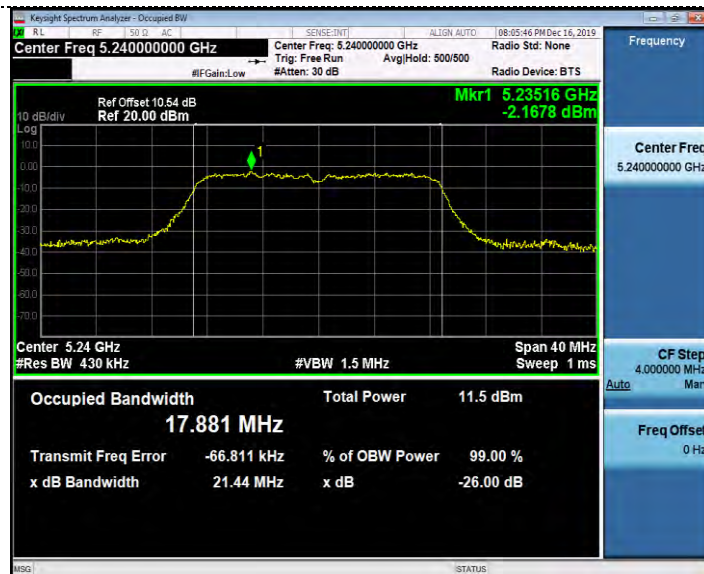 Keysight Spectrum Analyzer - Occupied BW
RL RF 50 Ω AC SENSE:INT ALIGN AUTO 08:05:46 PM Dec 16, 2019
Center Freq 5.240000000 GHz
Center Freq: 5.240000000 GHz
Radio Std: None
Trig: Free Run
Avg|Hold: 500/500
#IFGain:Low
#Atten: 30 dB
Radio Device: BTS
Frequency
Ref Offset 10.54 dB
10 dB/div
Ref 20.00 dBm
Mkr1 5.23516 GHz
-2.1678 dBm
Log
10.0
0.00
-10.0
-20.0
-30.0
-40.0
-50.0
-60.0
-70.0
1
Center 5.24 GHz
Span 40 MHz
#Res BW 430 kHz
#VBW 1.5 MHz
Sweep 1 ms
Center Freq
5.240000000 GHz
CF Step
4.000000 MHz
Auto Man
Freq Offset
0 Hz
Occupied Bandwidth
17.881 MHz
Total Power 11.5 dBm
Transmit Freq Error -66.811 kHz % of OBW Power 99.00 %
x dB Bandwidth 21.44 MHz x dB -26.00 dB
MSG STATUS